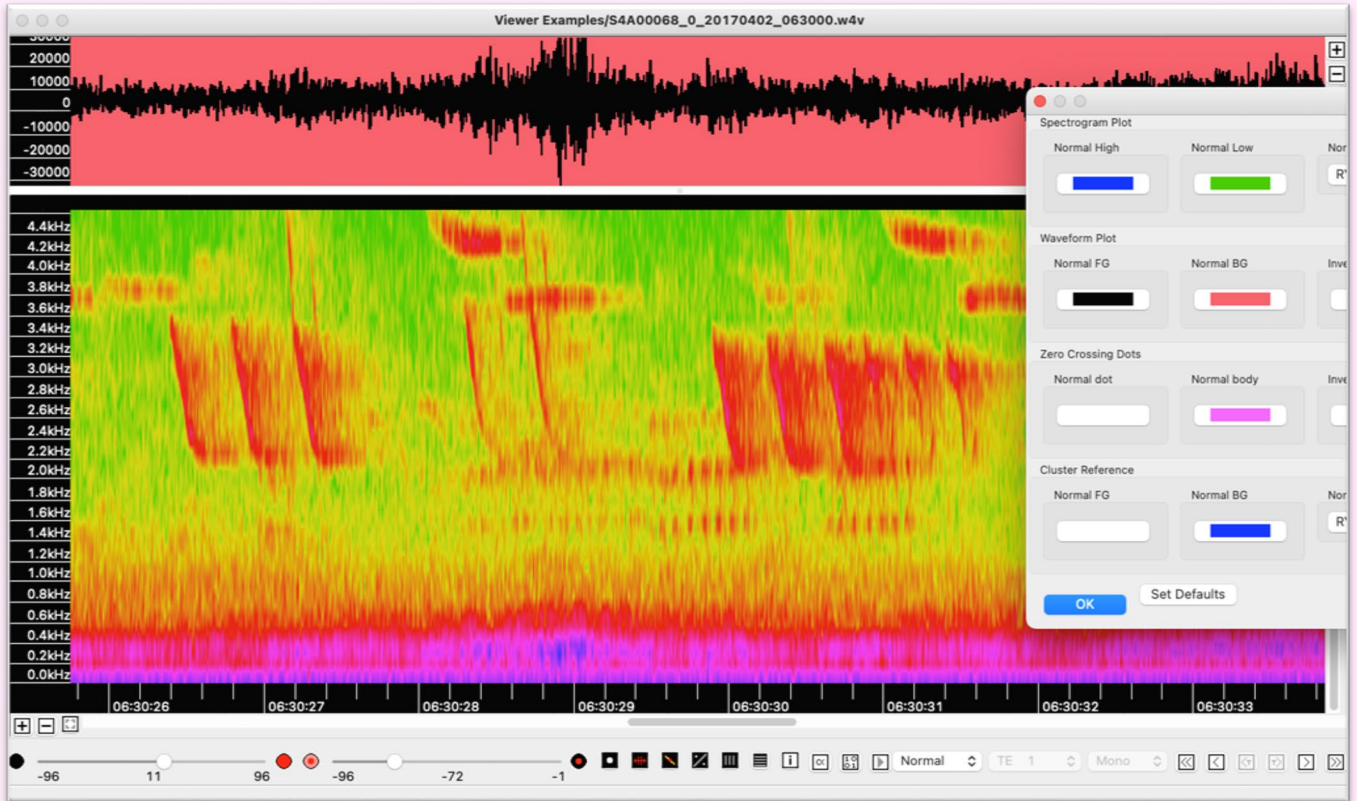 Viewer Examples/S4A00068_0_20170402_063000.w4v
30000
20000
10000
0
-10000
-20000
-30000
Spectrogram Plot
Normal High
Normal Low
Nor
RY
Waveform Plot
Normal FG
Normal BG
Inve
Zero Crossing Dots
Normal dot
Normal body
Inve
Cluster Reference
Normal FG
Normal BG
Nor
RY
OK
Set Defaults
4.4kHz
4.2kHz
4.0kHz
3.8kHz
3.6kHz
3.4kHz
3.2kHz
3.0kHz
2.8kHz
2.6kHz
2.4kHz
2.2kHz
2.0kHz
1.8kHz
1.6kHz
1.4kHz
1.2kHz
1.0kHz
0.8kHz
0.6kHz
0.4kHz
0.2kHz
0.0kHz
06:30:26 06:30:27 06:30:28 06:30:29 06:30:30 06:30:31 06:30:32 06:30:33
-96 11 96 -96 -72 -1
Normal TE 1 Mono